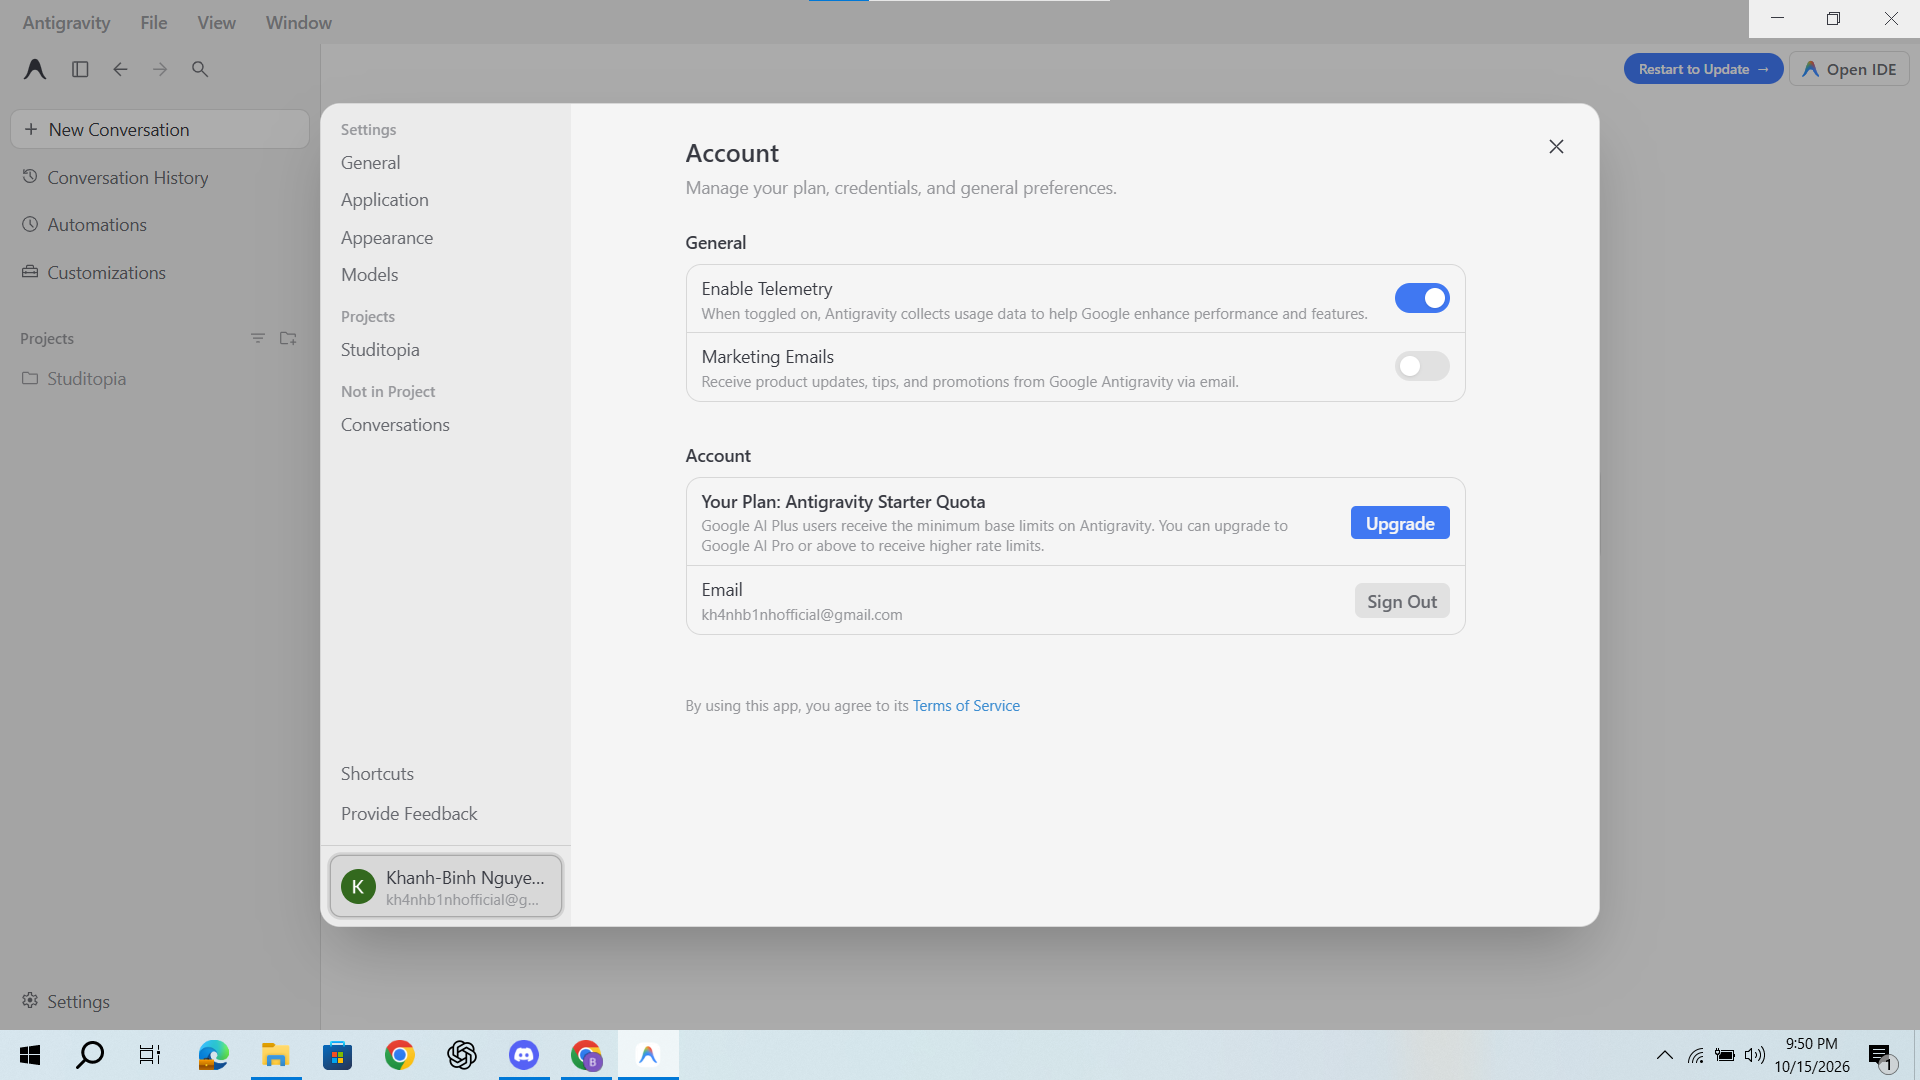 Antigravity File View Window
Restart to Update →
Open IDE
New Conversation
Conversation History
Automations
Customizations
Projects
Studitopia
Settings
Settings
General
Application
Appearance
Models
Projects
Studitopia
Not in Project
Conversations
Shortcuts
Provide Feedback
K
Khanh-Binh Nguye...
kh4nhb1nhofficial@g...
Account
Manage your plan, credentials, and general preferences.
General
Enable Telemetry
When toggled on, Antigravity collects usage data to help Google enhance performance and features.
Marketing Emails
Receive product updates, tips, and promotions from Google Antigravity via email.
Account
Your Plan: Antigravity Starter Quota
Google AI Plus users receive the minimum base limits on Antigravity. You can upgrade to
Google AI Pro or above to receive higher rate limits.
Upgrade
Email
kh4nhb1nhofficial@gmail.com
Sign Out
By using this app, you agree to its Terms of Service
B
9:50 PM
10/15/2026
1